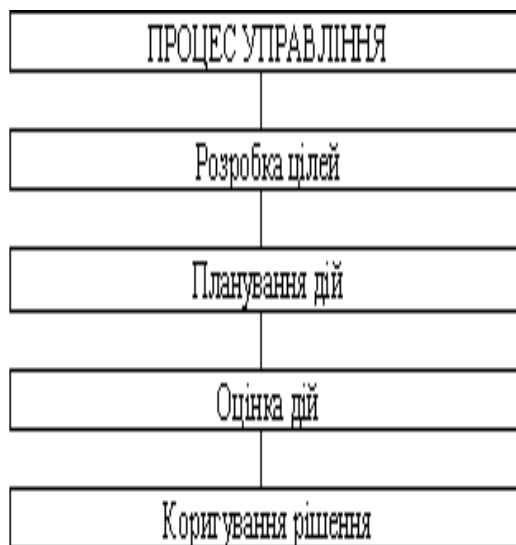 ПРОЦЕС УПРАВЛІННЯ
Розробка цілей
Планування дій
Оцінка дій
Коригування рішення